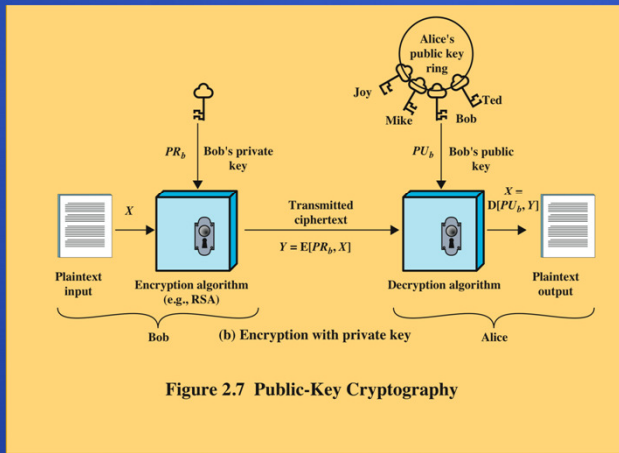 Alice's
public key
ring
Joy
Ted
Mike
Bob
PRb
Bob's private
key
PUb
Bob's public
key
X
Transmitted
ciphertext
X =
D[PUb, Y]
Y = E[PRb, X]
Plaintext
input
Encryption algorithm
(e.g., RSA)
Decryption algorithm
Plaintext
output
Bob
(b) Encryption with private key
Alice
Figure 2.7 Public-Key Cryptography